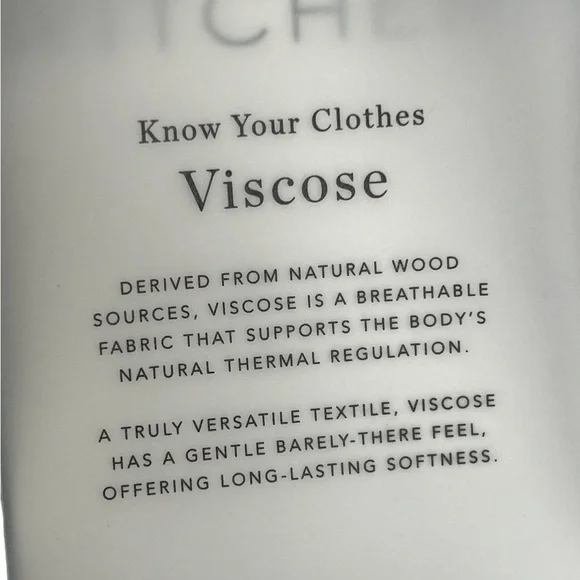 Know Your Clothes
Viscose
DERIVED FROM NATURAL WOOD
SOURCES, VISCOSE IS A BREATHABLE
FABRIC THAT SUPPORTS THE BODY'S
NATURAL THERMAL REGULATION.
A TRULY VERSATILE TEXTILE, VISCOSE
HAS A GENTLE BARELY-THERE FEEL,
OFFERING LONG-LASTING SOFTNESS.